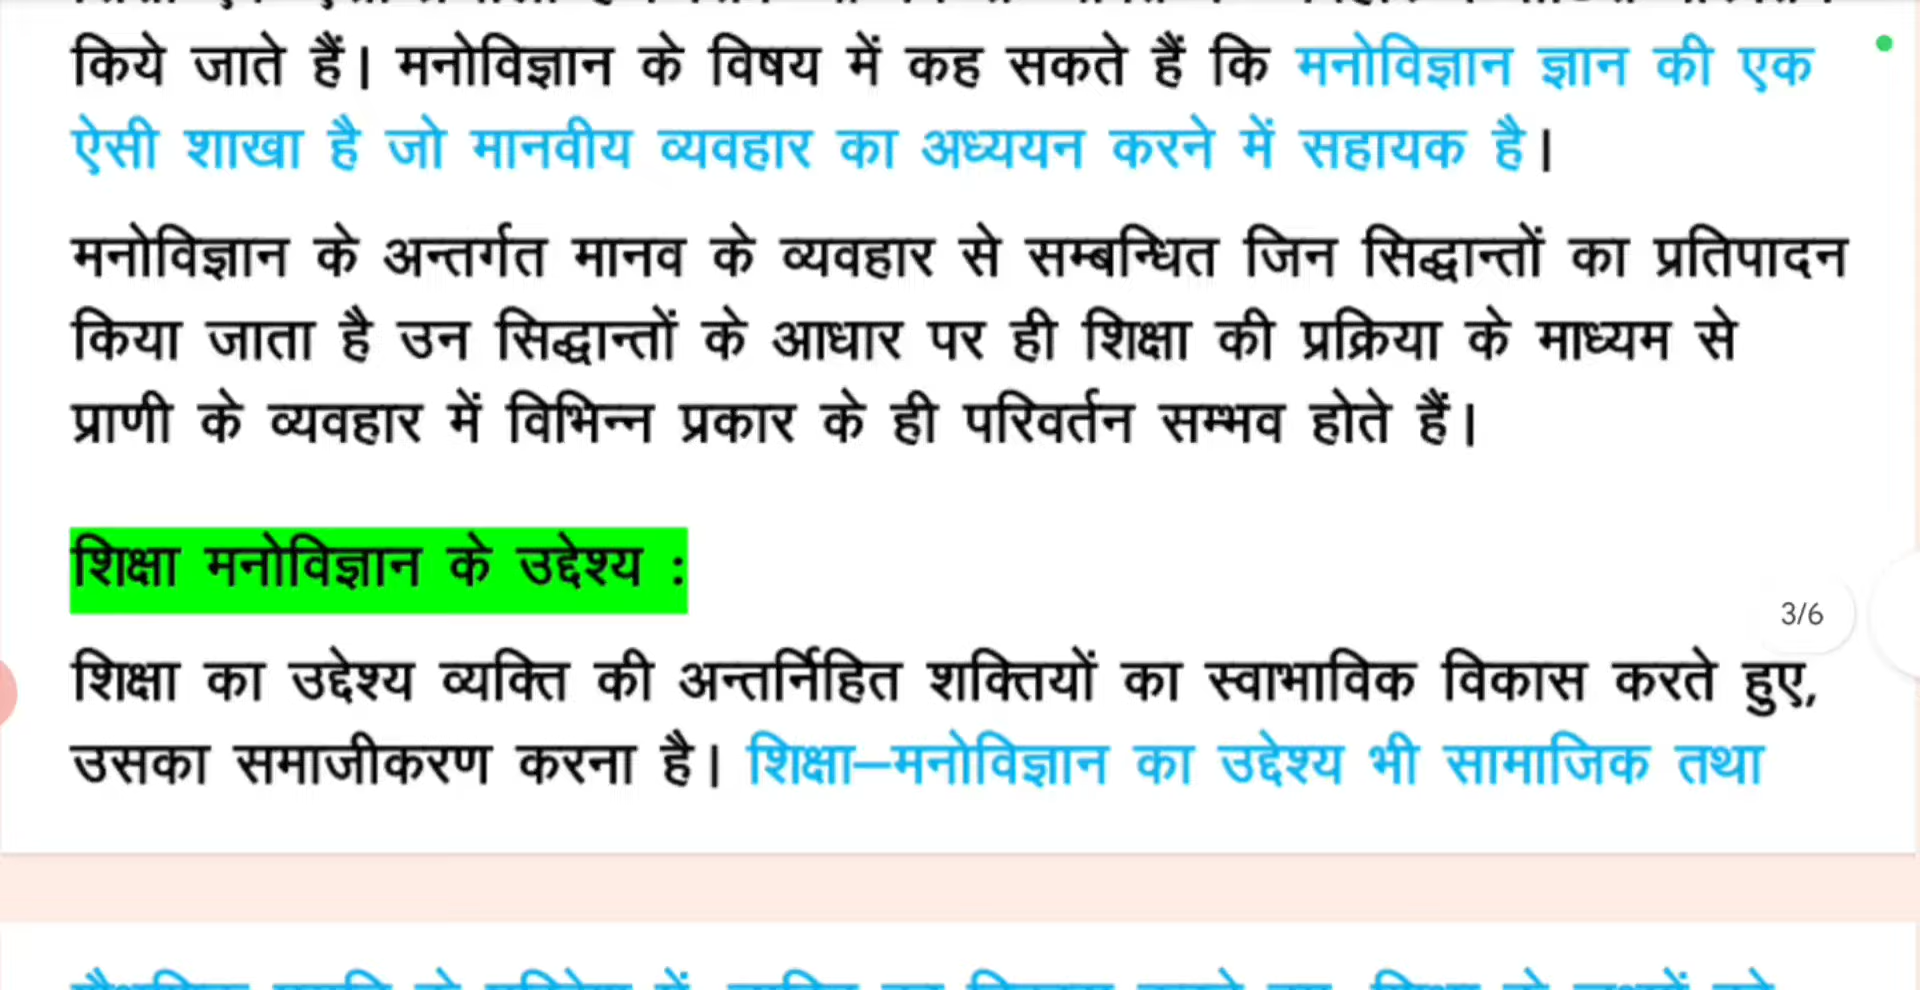 किये जाते हैं। मनोविज्ञान के विषय में कह सकते हैं कि मनोविज्ञान ज्ञान की एक
ऐसी शाखा है जो मानवीय व्यवहार का अध्ययन करने में सहायक है।
मनोविज्ञान के अन्तर्गत मानव के व्यवहार से सम्बन्धित जिन सिद्धान्तों का प्रतिपादन
किया जाता है उन सिद्धान्तों के आधार पर ही शिक्षा की प्रक्रिया के माध्यम से
प्राणी के व्यवहार में विभिन्न प्रकार के ही परिवर्तन सम्भव होते हैं।
शिक्षा मनोविज्ञान के उद्देश्य :
3/6
शिक्षा का उद्देश्य व्यक्ति की अन्तर्निहित शक्तियों का स्वाभाविक विकास करते हुए,
उसका समाजीकरण करना है। शिक्षा–मनोविज्ञान का उद्देश्य भी सामाजिक तथा